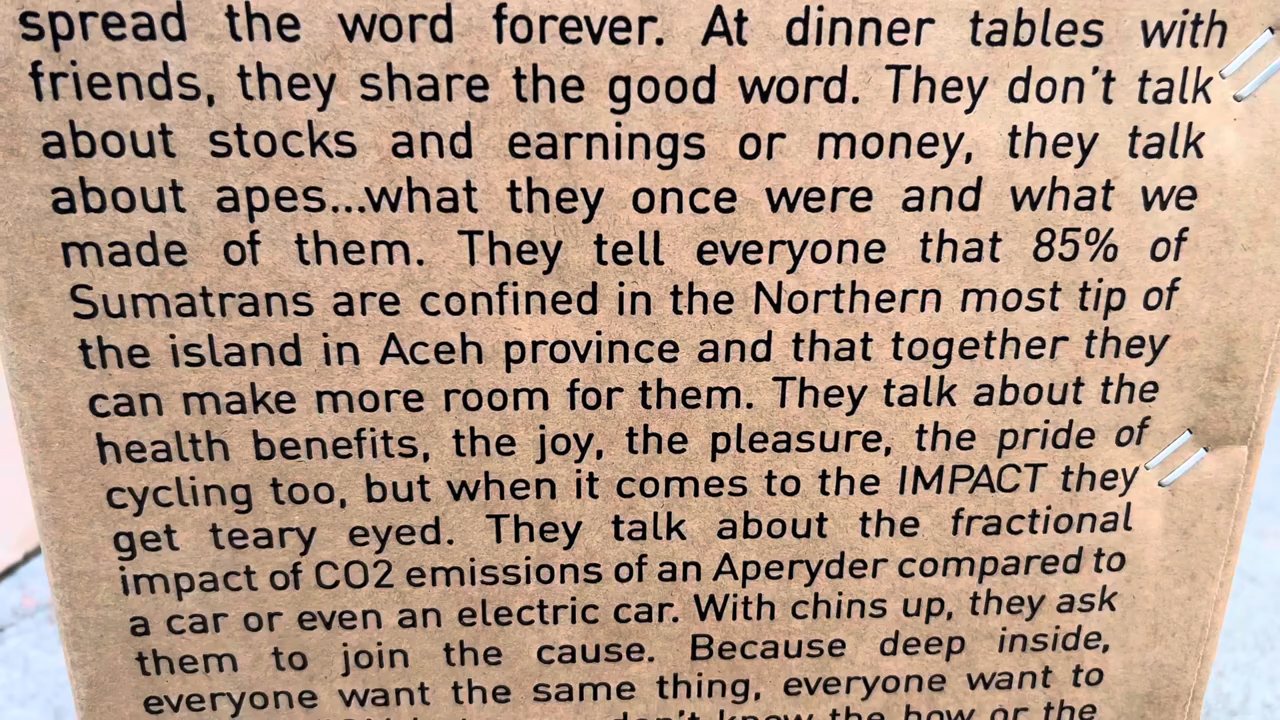 spread the word forever. At dinner tables with
friends, they share the good word. They don't talk
about stocks and earnings or money, they talk
about apes...what they once were and what we
made of them. They tell everyone that 85% of
Sumatrans are confined in the Northern most tip of
the island in Aceh province and that together they
can make more room for them. They talk about the
health benefits, the joy, the pleasure, the pride of
cycling too, but when it comes to the IMPACT they
get teary eyed. They talk about the fractional
impact of CO2 emissions of an Aperyder compared to
a car or even an electric car. With chins up, they ask
them to join the cause. Because deep inside,
everyone want the same thing, everyone want to
don't know the how or the